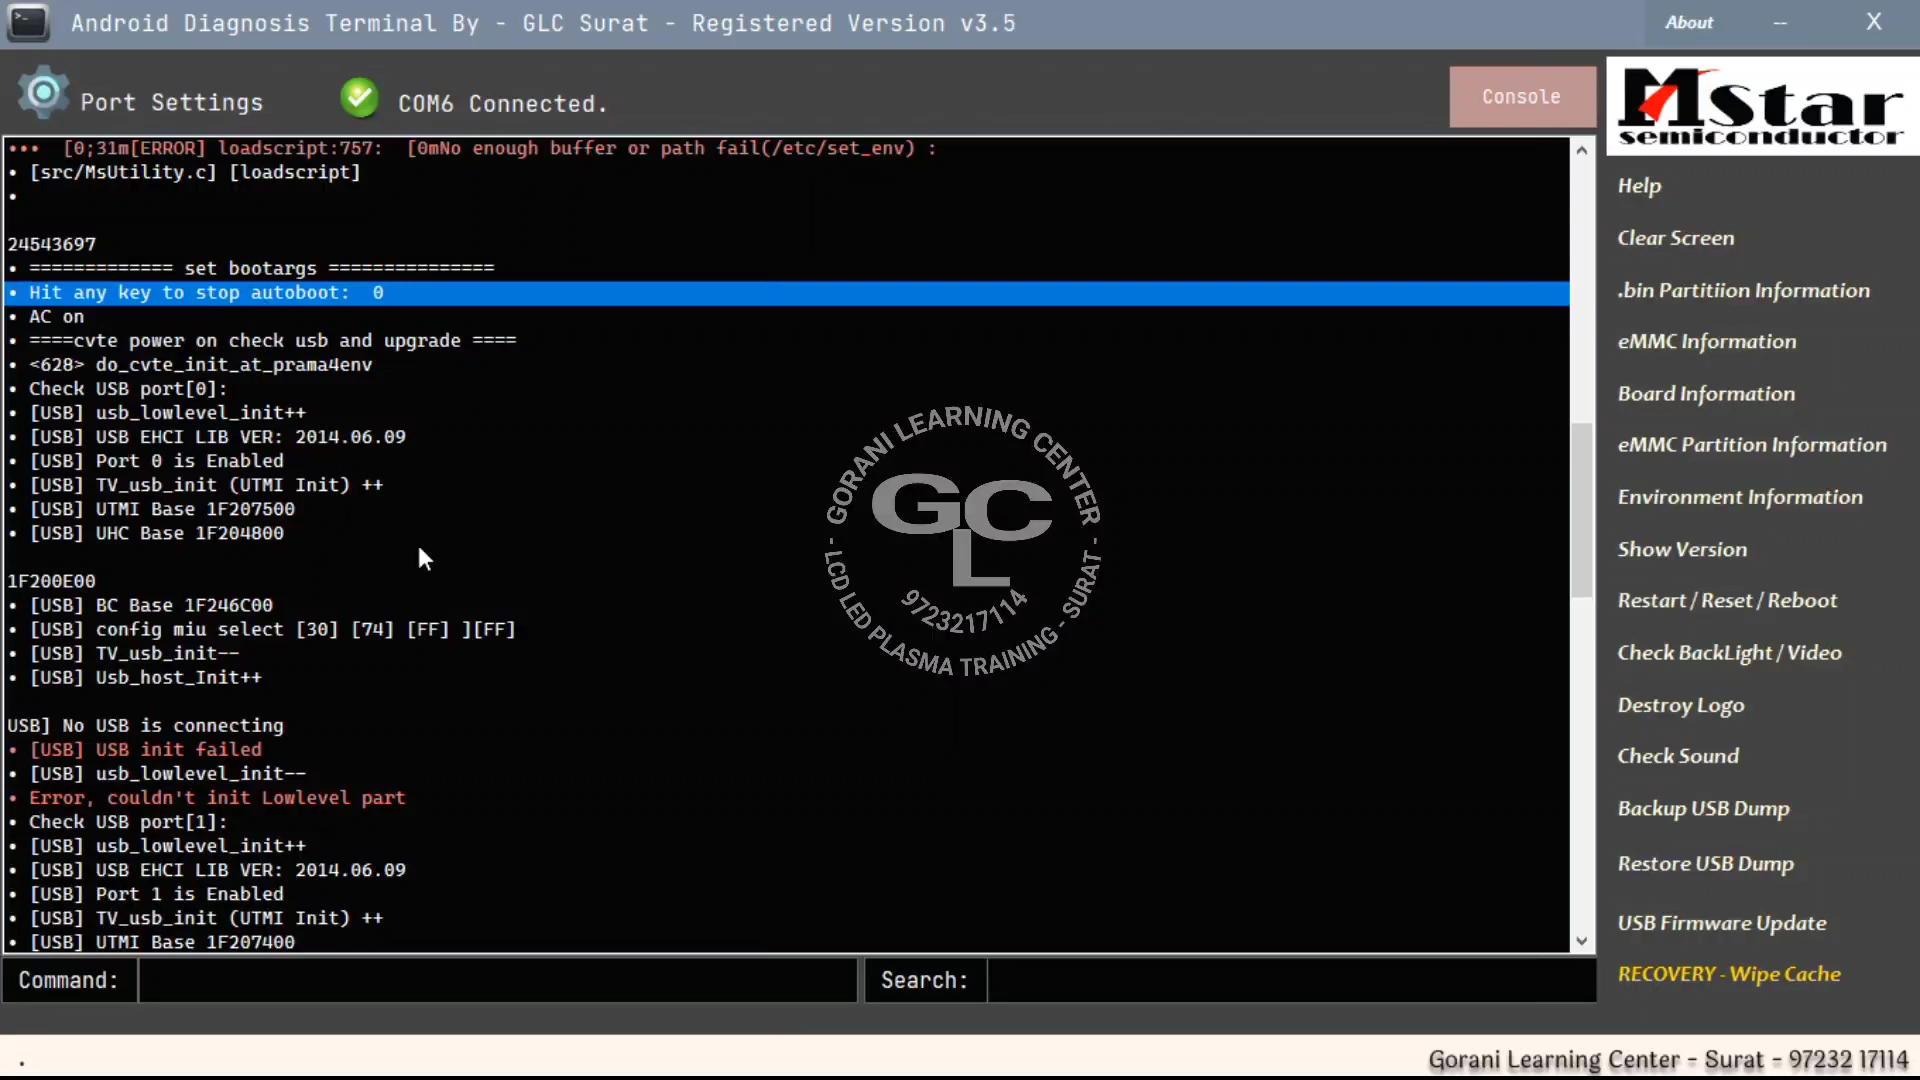 Android Diagnosis Terminal By - GLC Surat - Registered Version v3.5
About -- X
Port Settings
COM6 Connected.
Console
MStar
semiconductor
••• [0;31m[ERROR] loadscript:757: [0mNo enough buffer or path fail(/etc/set_env) :
• [src/MsUtility.c] [loadscript]
•
24543697
• ============= set bootargs ===============
• Hit any key to stop autoboot: 0
• AC on
• ====cvte power on check usb and upgrade ====
• <628> do_cvte_init_at_prama4env
• Check USB port[0]:
• [USB] usb_lowlevel_init++
• [USB] USB EHCI LIB VER: 2014.06.09
• [USB] Port 0 is Enabled
• [USB] TV_usb_init (UTMI Init) ++
• [USB] UTMI Base 1F207500
• [USB] UHC Base 1F204800
1F200E00
• [USB] BC Base 1F246C00
• [USB] config miu select [30] [74] [FF] ][FF]
• [USB] TV_usb_init--
• [USB] Usb_host_Init++
USB] No USB is connecting
• [USB] USB init failed
• [USB] usb_lowlevel_init--
• Error, couldn't init Lowlevel part
• Check USB port[1]:
• [USB] usb_lowlevel_init++
• [USB] USB EHCI LIB VER: 2014.06.09
• [USB] Port 1 is Enabled
• [USB] TV_usb_init (UTMI Init) ++
• [USB] UTMI Base 1F207400
- GORANI LEARNING CENTER -
GLC
9723217114
LCD LED PLASMA TRAINING - SURAT
Help
Clear Screen
.bin Partitiion Information
eMMC Information
Board Information
eMMC Partition Information
Environment Information
Show Version
Restart / Reset / Reboot
Check BackLight / Video
Destroy Logo
Check Sound
Backup USB Dump
Restore USB Dump
USB Firmware Update
RECOVERY - Wipe Cache
Command:
Search:
.
Gorani Learning Center - Surat - 97232 17114